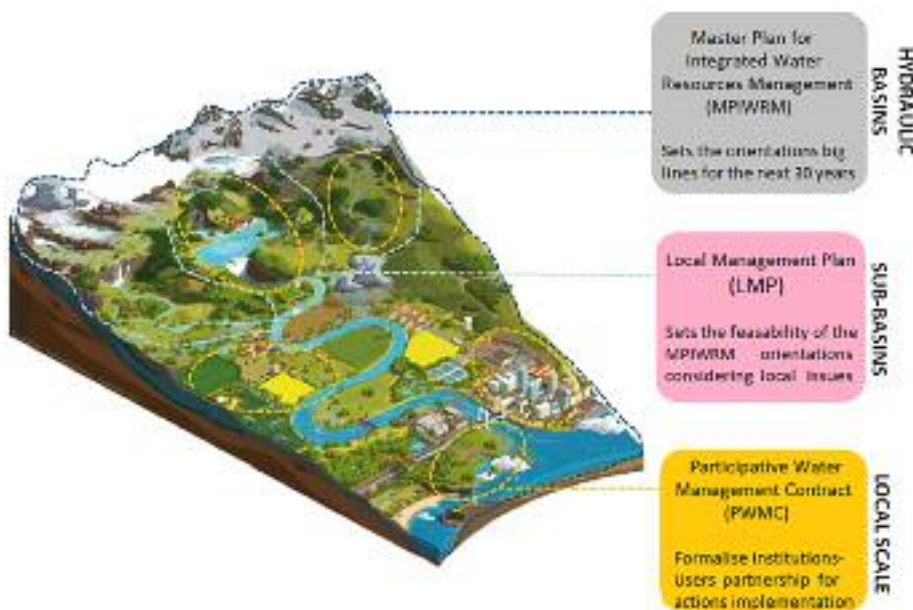 Master Plan for
Integrated Water
Resources Management
(MPIWRM)
Sets the orientations big
lines for the next 30 years
HYDRAULIC
BASINS
Local Management Plan
(LMP)
Sets the feasability of the
MPIWRM orientations
considering local issues
SUB-BASINS
Participative Water
Management Contract
(PWMC)
Formalise Institutions-
Users partnership for
actions implementation
LOCAL SCALE